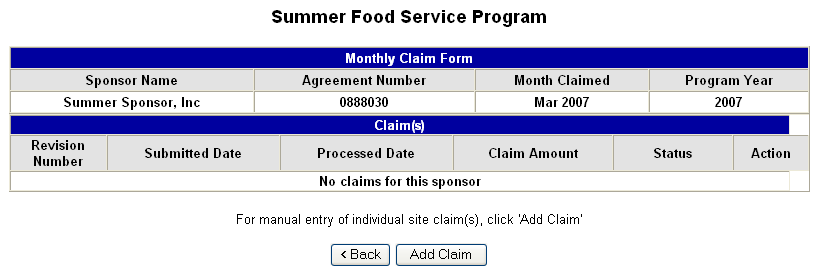 Summer Food Service Program
Monthly Claim Form
Sponsor Name Agreement Number Month Claimed Program Year
Summer Sponsor, Inc 0888030 Mar 2007 2007
Claim(s)
Revision Number Submitted Date Processed Date Claim Amount Status Action
No claims for this sponsor
For manual entry of individual site claim(s), click 'Add Claim'
< Back Add Claim